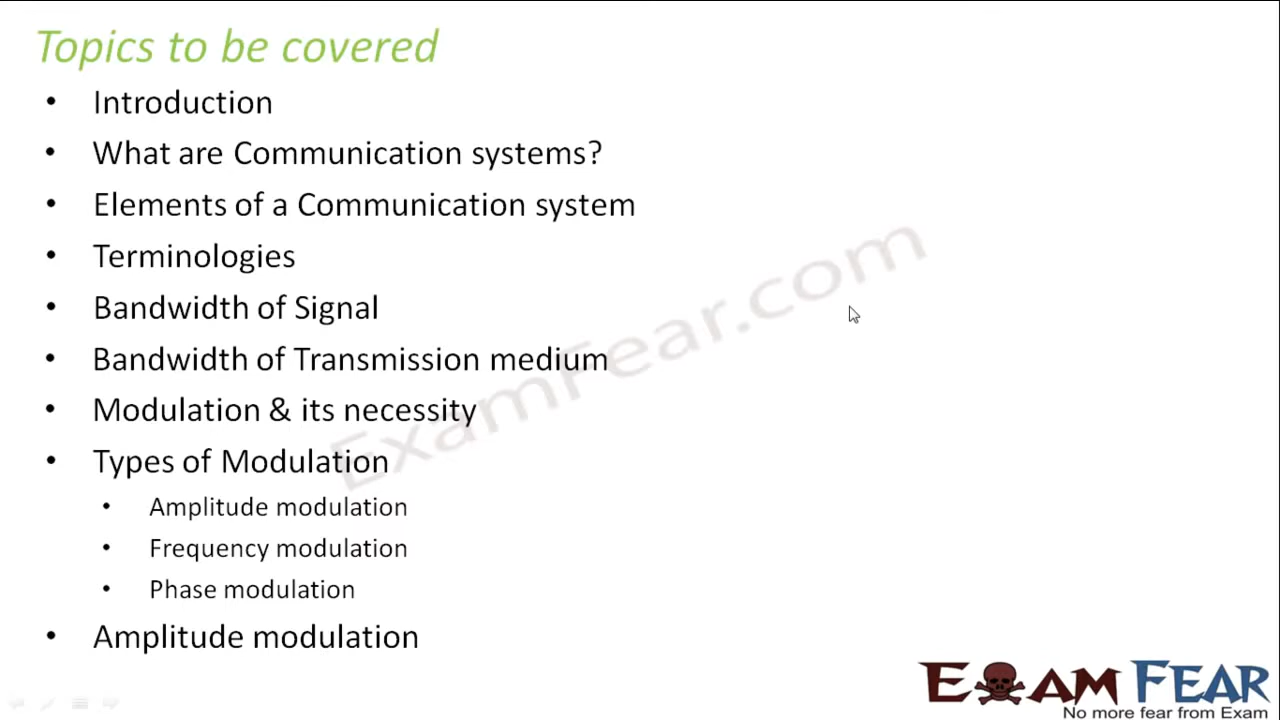 Topics to be covered
• Introduction
• What are Communication systems?
• Elements of a Communication system
• Terminologies
• Bandwidth of Signal
• Bandwidth of Transmission medium
• Modulation & its necessity
• Types of Modulation
• Amplitude modulation
• Frequency modulation
• Phase modulation
• Amplitude modulation
ExamFear.com
EXAM FEAR
No more fear from Exam